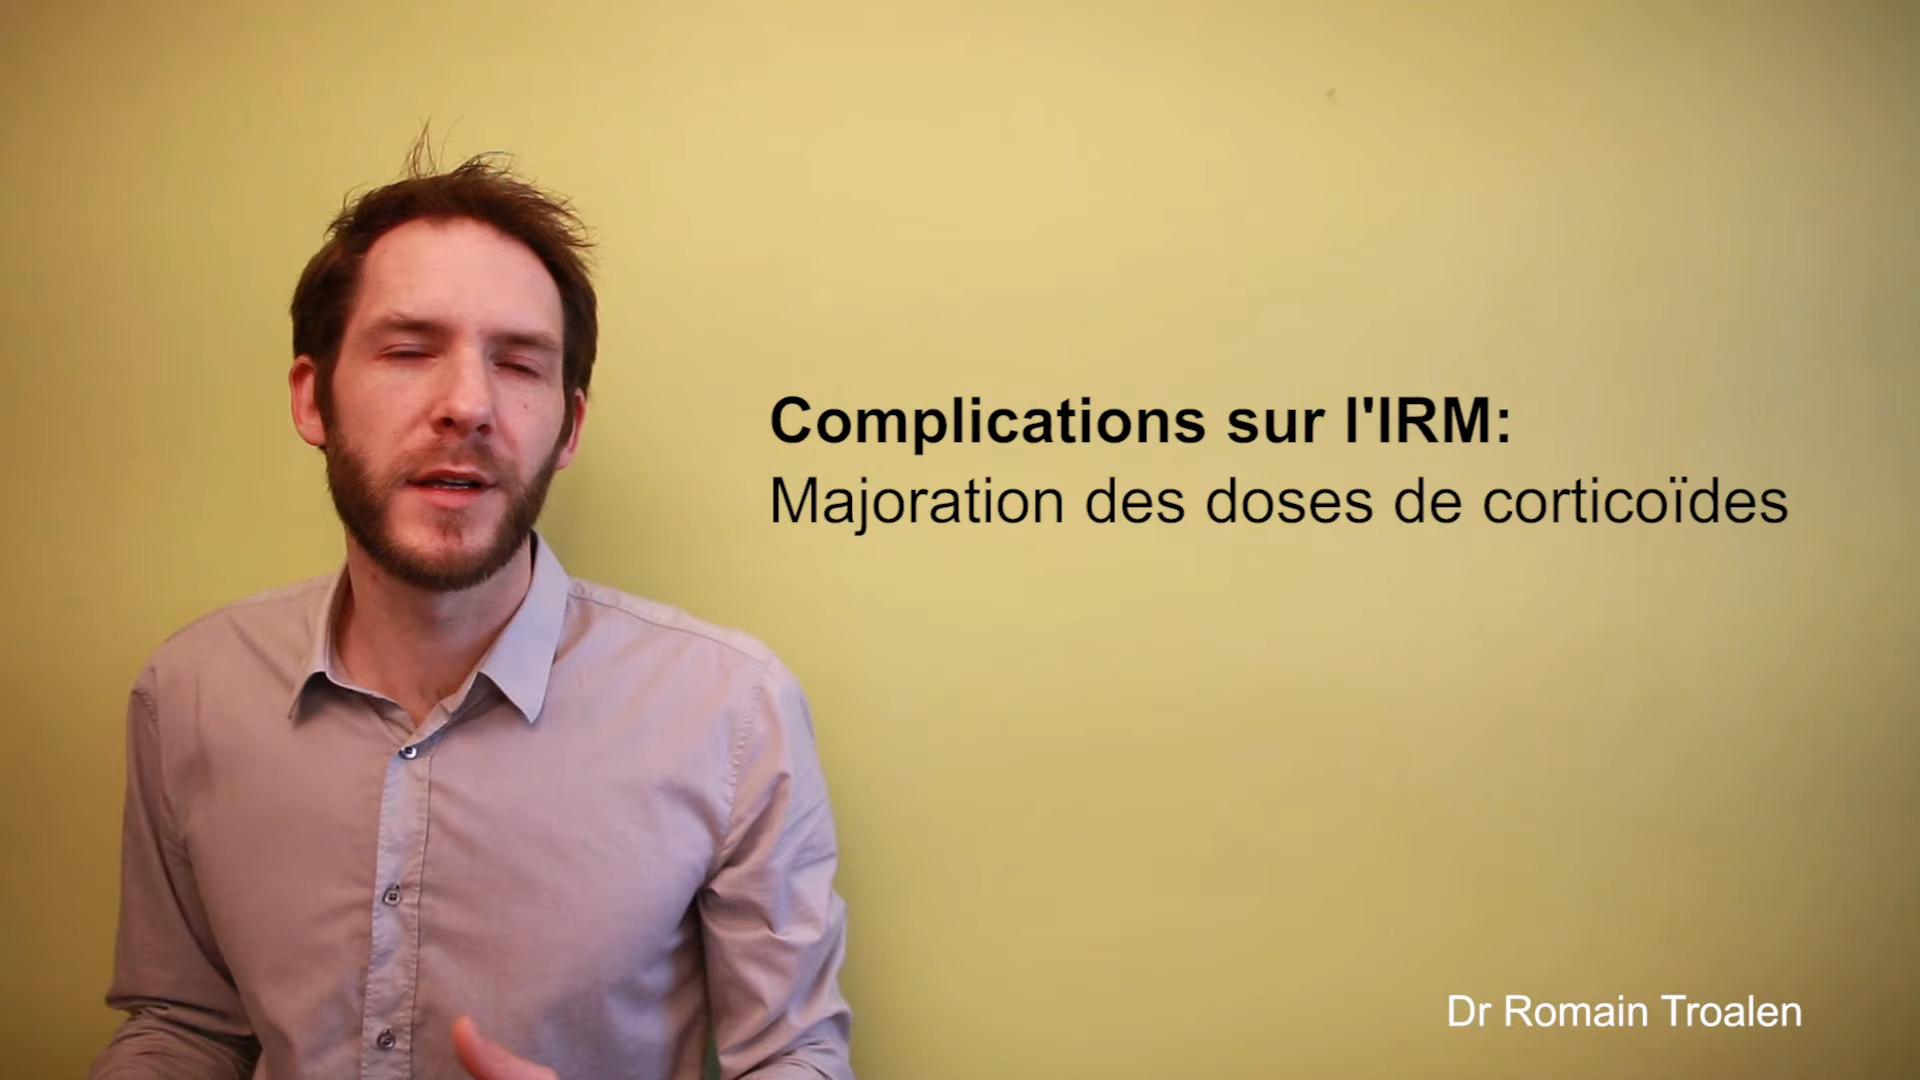 Complications sur l'IRM:
Majoration des doses de corticoïdes
Dr Romain Troalen